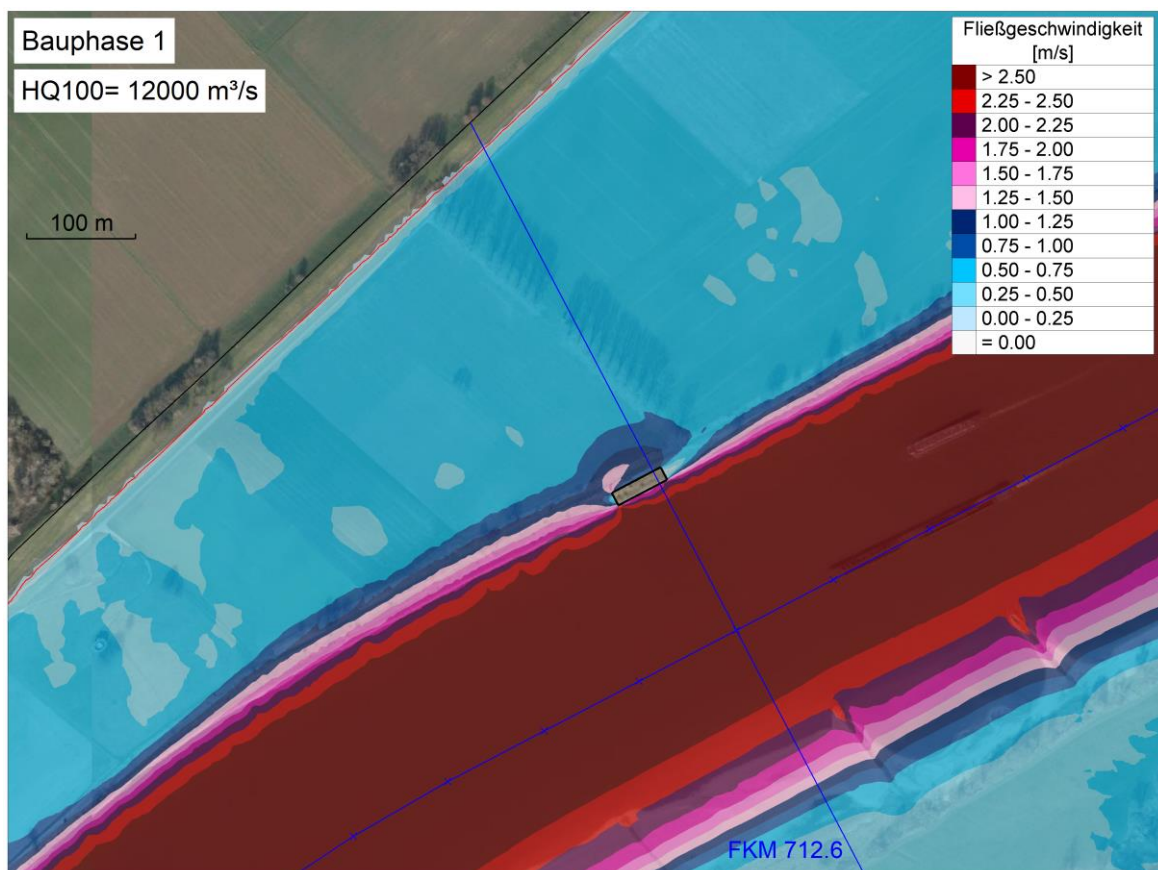 Bauphase 1
HQ100= 12000 m³/s
100 m
Fließgeschwindigkeit
[m/s]
> 2.50
2.25 - 2.50
2.00 - 2.25
1.75 - 2.00
1.50 - 1.75
1.25 - 1.50
1.00 - 1.25
0.75 - 1.00
0.50 - 0.75
0.25 - 0.50
0.00 - 0.25
= 0.00
FKM 712.6